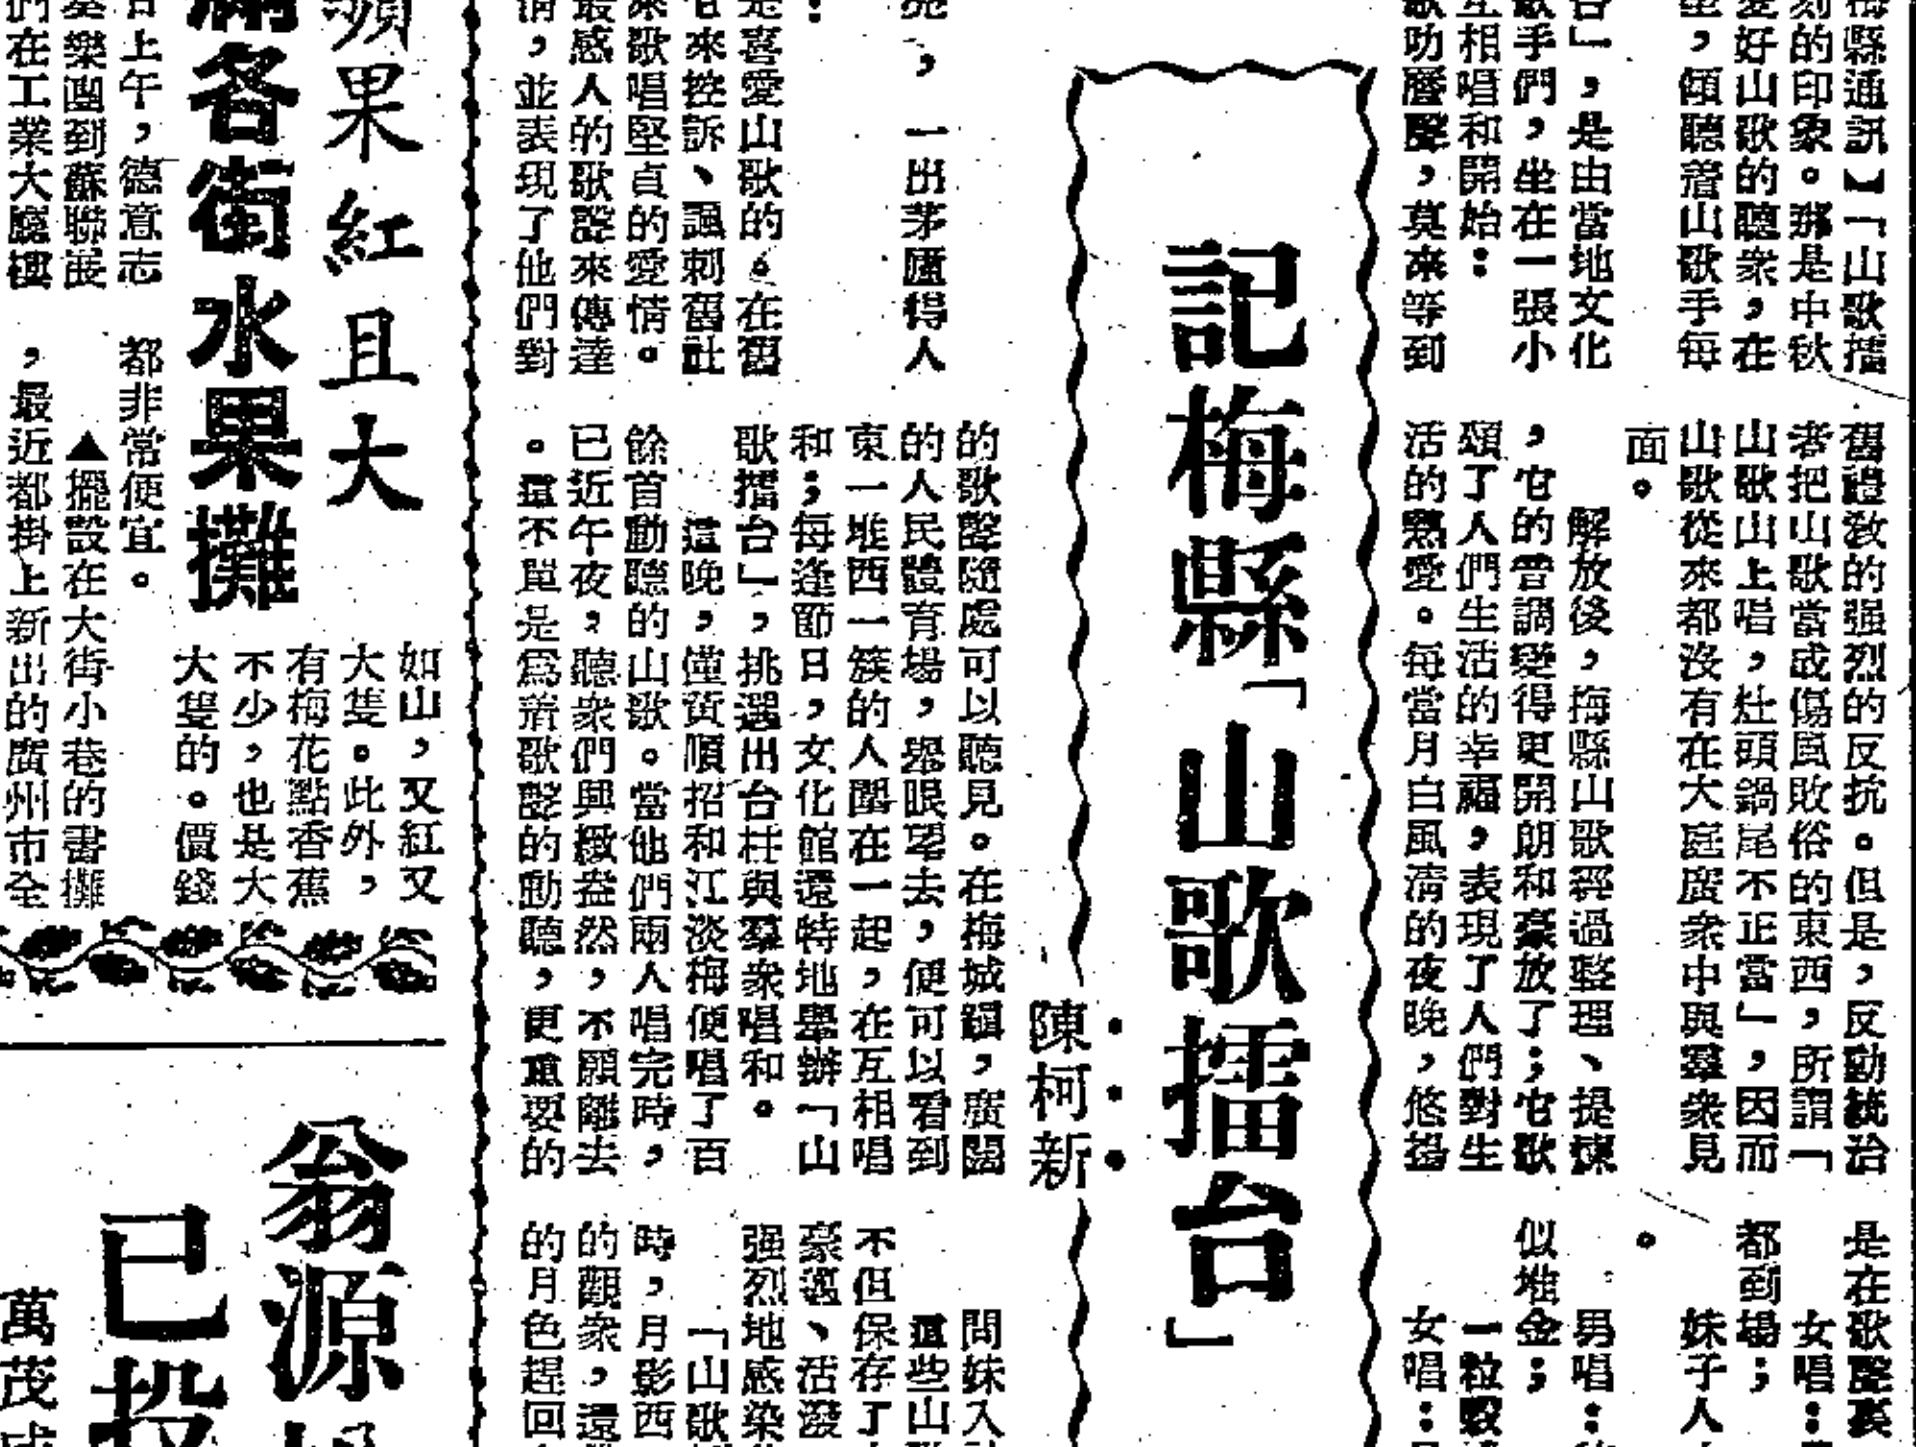 梅縣通訊】「山歌擂
刻的印象。那是中秋
愛好山歌的聽衆,在
,傾聽着山歌手每
台」,是由當地文化
歌手們,坐在一張小
互相唱和開始:
聲,莫來等到
舊禮敎的强烈的反抗。但是,反動統治
者把山歌當成傷風敗俗的東西,所謂「
山歌山上唱,灶頭鍋尾不正當」,因而
山歌從來都沒有在大庭廣衆中與羣衆見
面。
解放後,梅縣山歌經過整理、提煉
,它的音調變得更開朗和豪放了;它歌
頌了人們生活的幸福,表現了人們對生
活的熱愛。每當月白風淸的夜晚,悠揚
是在歌聲裏
女唱:
都到場;
妹子人
。
男唱:
似堆金;
一粒穀
女唱:
記梅縣「山歌擂台」
陳柯新
亮,一出茅廬得人
:
是喜愛山歌的。在舊
它來控訴、諷刺舊社
來歌唱堅貞的愛情。
最感人的歌聲來傳達
情,並表現了他們對
的歌聲隨處可以聽見。在梅城鎭,廣闊
的人民體育場,舉眼望去,便可以看到
東一堆西一簇的人圍在一起,在互相唱
和;每逢節日,文化館還特地舉辦「山
歌擂台」,挑選出台柱與羣衆唱和。
這晚,僅黃順招和江淡梅便唱了百
餘首動聽的山歌。當他們兩人唱完時,
已近午夜,聽衆們興緻盎然,不願離去
。這不單是爲着歌聲的動聽,更重要的
問妹入
這些山
不但保存了
豪邁、活潑
强烈地感染
「山歌
時,月影西
的觀衆,還
的月色趕回
蘋果紅且大
滿各街水果攤
如山,又紅又
大隻。此外,
有梅花點香蕉
不少,也是大
大隻的。價錢
都非常便宜。
日上午,德意志
樂團到蘇聯展
們在工業大廳樓
▲擺設在大街小巷的書攤
,最近都掛上新出的廣州市全
翁源
已投
萬茂